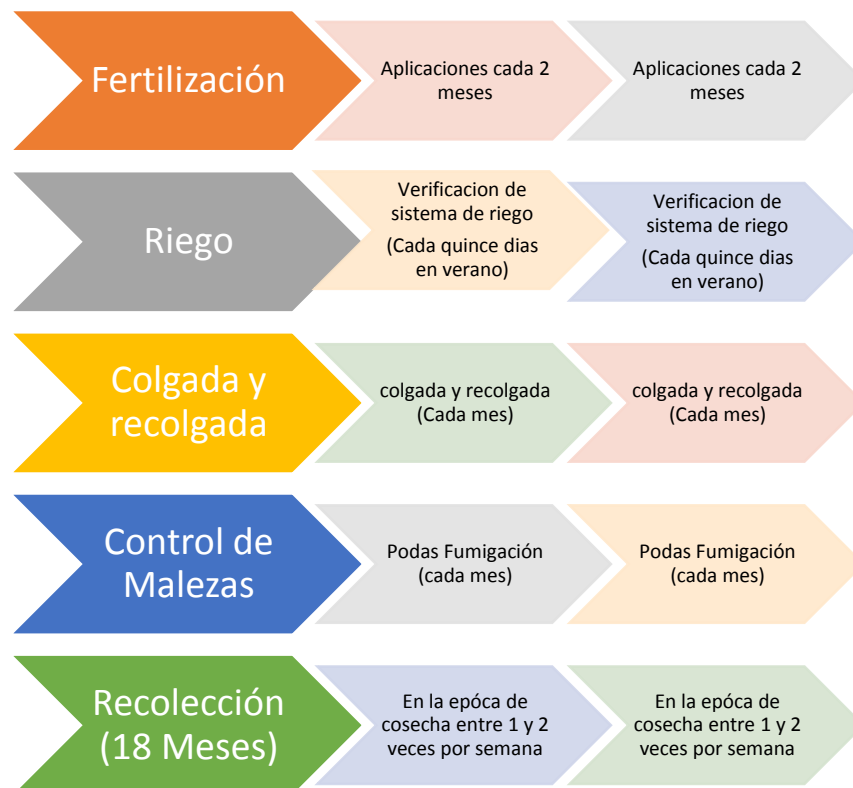 Fertilización
Aplicaciones cada 2
meses
Aplicaciones cada 2
meses
Riego
Verificacion de
sistema de riego
(Cada quince dias
en verano)
Verificacion de
sistema de riego
(Cada quince dias
en verano)
Colgada y
recolgada
colgada y recolgada
(Cada mes)
colgada y recolgada
(Cada mes)
Control de
Malezas
Podas Fumigación
(cada mes)
Podas Fumigación
(cada mes)
Recolección
(18 Meses)
En la epóca de
cosecha entre 1 y 2
veces por semana
En la epóca de
cosecha entre 1 y 2
veces por semana